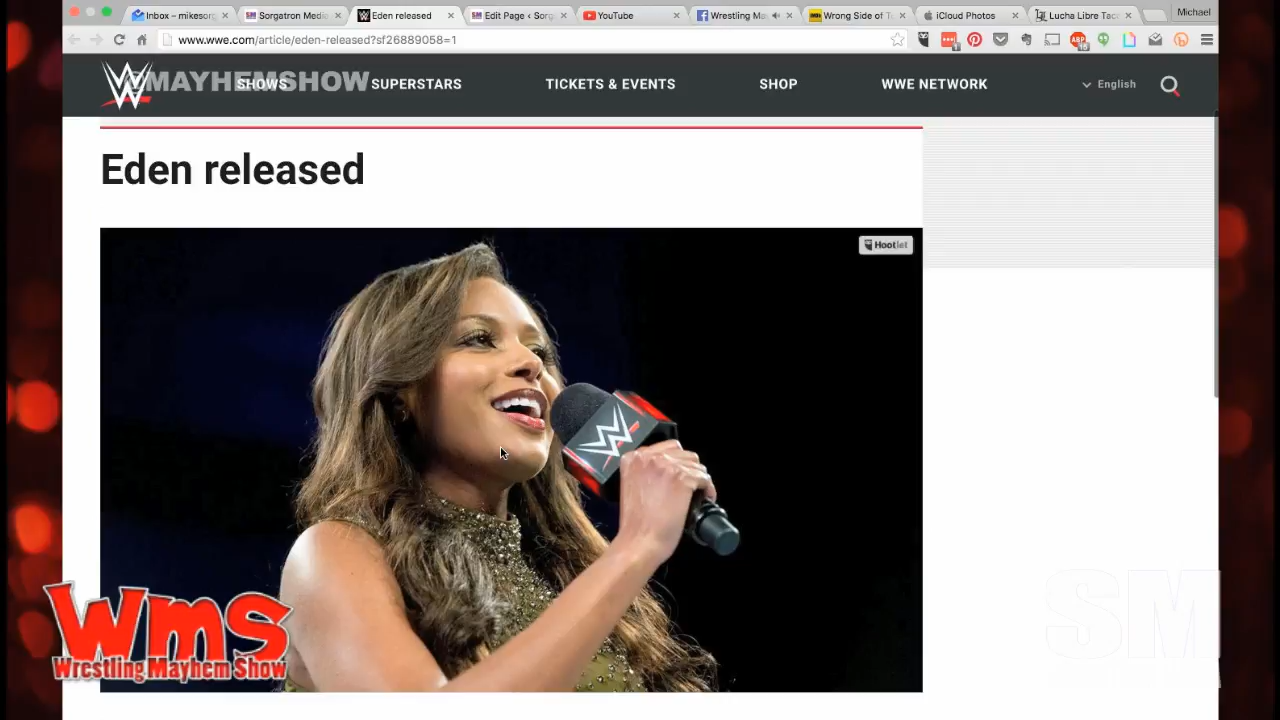 Inbox – mikesorg
Sorgatron Media
Eden released
Edit Page ‹ Sorg
YouTube
Wrestling Ma
Wrong Side of T
iCloud Photos
Lucha Libre Tac
Michael
www.wwe.com/article/eden-released?sf26889058=1
@MAYHEMSHOW
SHOWS
SUPERSTARS
TICKETS & EVENTS
SHOP
WWE NETWORK
English
Eden released
Hootlet
W
WMS
Wrestling Mayhem Show
SM